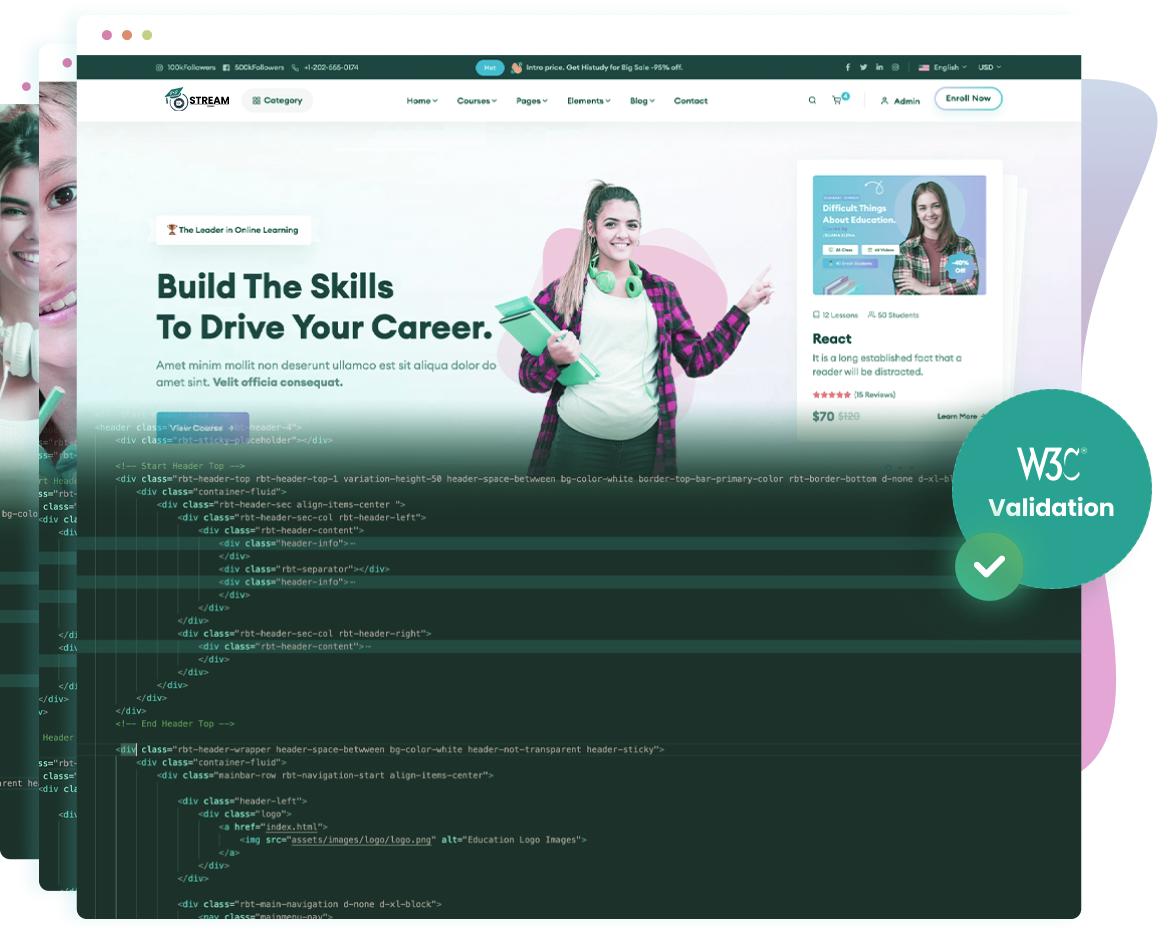 100kFollowers 500kFollowers +1-202-555-0174
Hot Intro price. Get Histudy for Big Sale -95% off.
English USD
STREAM
Category
Home Courses Pages Elements Blog Contact
4
Admin
Enroll Now
The Leader in Online Learning
Build The Skills
To Drive Your Career.
Amet minim mollit non deserunt ullamco est sit aliqua dolor do
amet sint. Velit officia consequat.
View Course
Difficult Things
About Education.
-40%
Off
12 Lessons 50 Students
React
It is a long established fact that a
reader will be distracted.
(15 Reviews)
$70 $120
Learn More
W3C®
Validation
<header class="rbt-header-4">
<div class="rbt-sticky-placeholder"></div>
<!-- Start Header Top -->
<div class="rbt-header-top rbt-header-top-1 variation-height-50 header-space-betwween bg-color-white border-top-bar-primary-color rbt-border-bottom d-none d-xl-bl
<div class="container-fluid">
<div class="rbt-header-sec align-items-center ">
<div class="rbt-header-sec-col rbt-header-left">
<div class="rbt-header-content">
<div class="header-info">
</div>
<div class="rbt-separator"></div>
<div class="header-info">
</div>
</div>
</div>
<div class="rbt-header-sec-col rbt-header-right">
<div class="rbt-header-content">
</div>
</div>
</div>
</div>
</div>
<!-- End Header Top -->
<div class="rbt-header-wrapper header-space-betwween bg-color-white header-not-transparent header-sticky">
<div class="container-fluid">
<div class="mainbar-row rbt-navigation-start align-items-center">
<div class="header-left">
<div class="logo">
<a href="index.html">
<img src="assets/images/logo/logo.png" alt="Education Logo Images">
</a>
</div>
</div>
<div class="rbt-main-navigation d-none d-xl-block">
<nav class="mainmenu-nav">